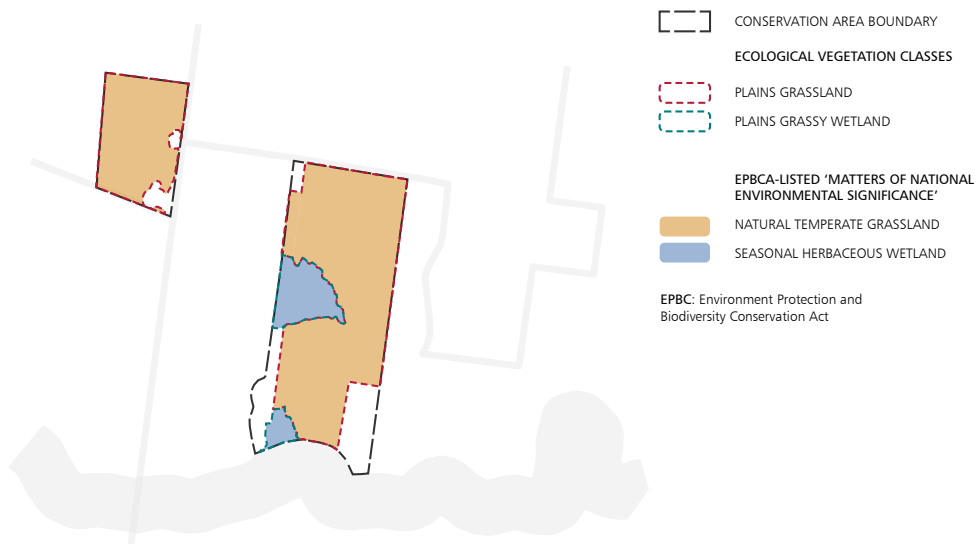 CONSERVATION AREA BOUNDARY
ECOLOGICAL VEGETATION CLASSES
PLAINS GRASSLAND
PLAINS GRASSY WETLAND
EPBCA-LISTED ‘MATTERS OF NATIONAL
ENVIRONMENTAL SIGNIFICANCE’
NATURAL TEMPERATE GRASSLAND
SEASONAL HERBACEOUS WETLAND
EPBC: Environment Protection and
Biodiversity Conservation Act